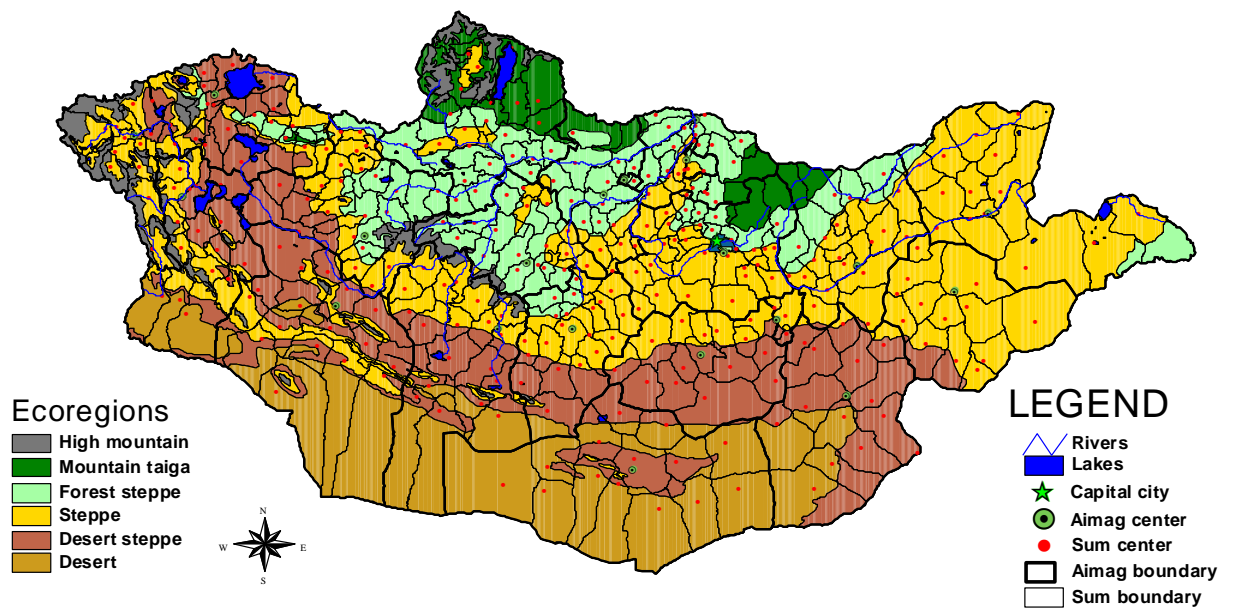 Ecoregions
High mountain
Mountain taiga
Forest steppe
Steppe
Desert steppe
Desert
N
W
E
S
LEGEND
Rivers
Lakes
Capital city
Aimag center
Sum center
Aimag boundary
Sum boundary